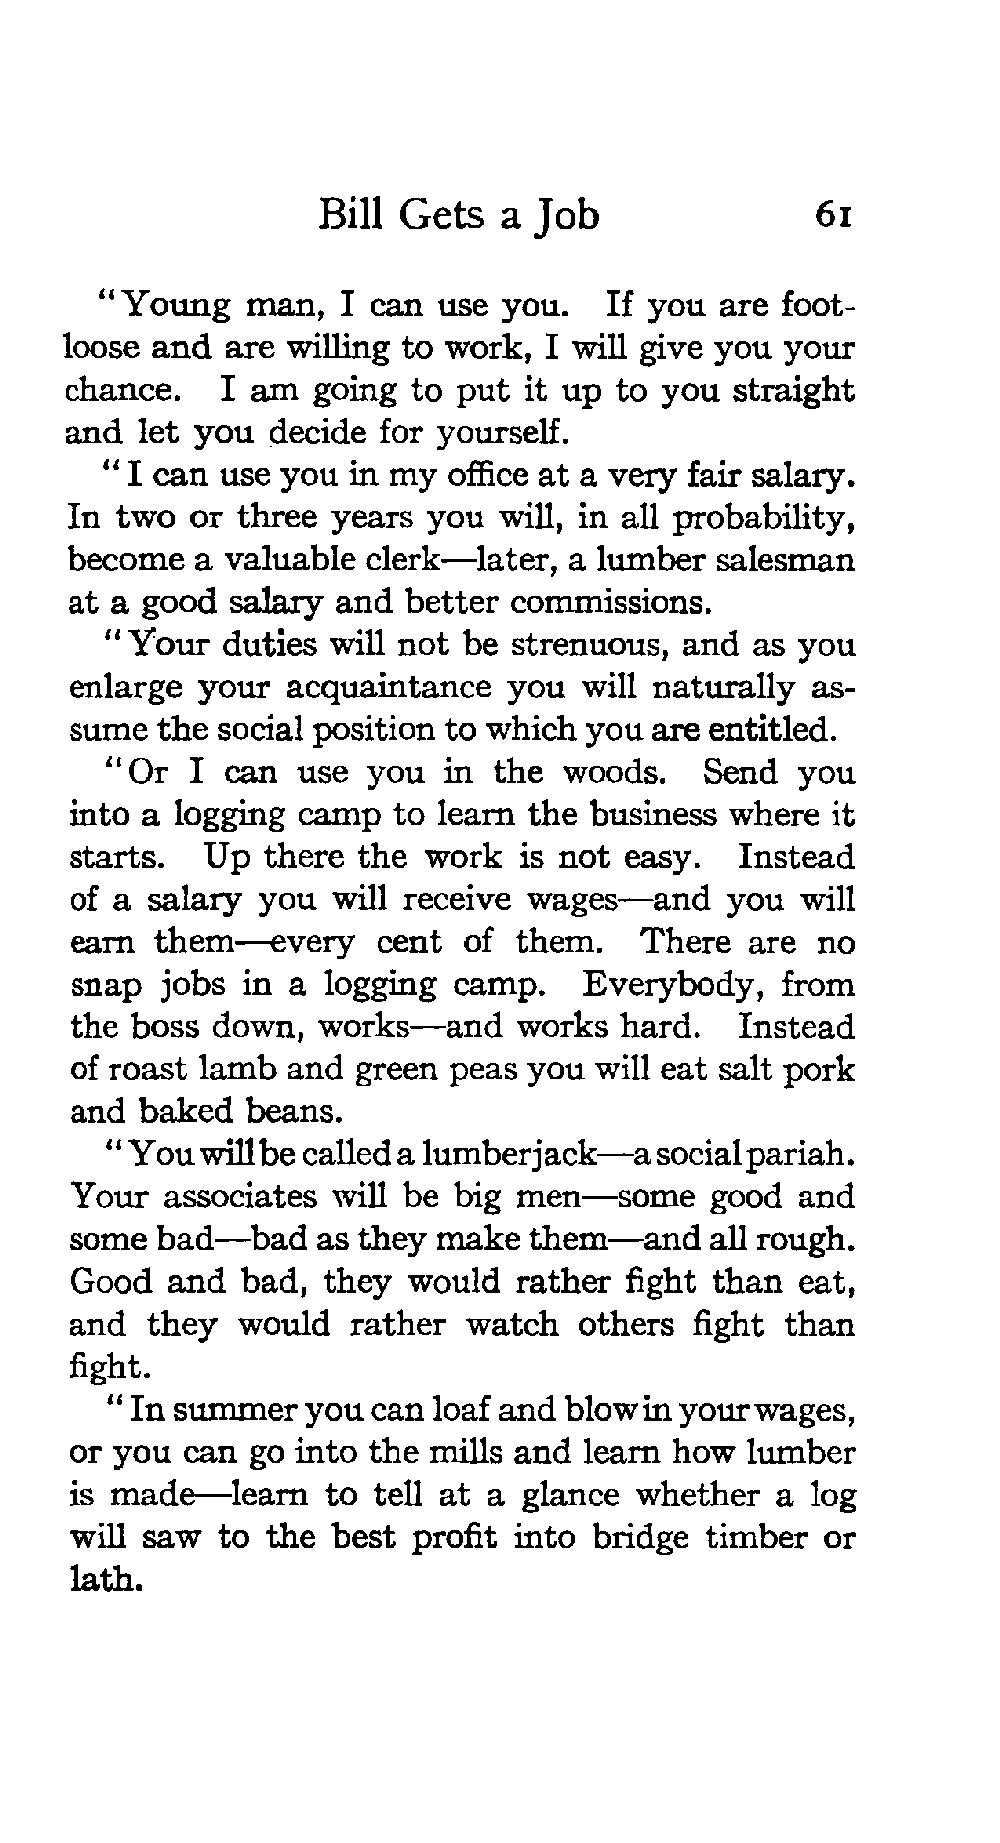 Bill Gets a Job 61
“Young man, I can use you. If you are foot-
loose and are willing to work, I will give you your
chance. I am going to put it up to you straight
and let you decide for yourself.
“I can use you in my office at a very fair salary.
In two or three years you will, in all probability,
become a valuable clerk—later, a lumber salesman
at a good salary and better commissions.
“Your duties will not be strenuous, and as you
enlarge your acquaintance you will naturally as-
sume the social position to which you are entitled.
“Or I can use you in the woods. Send you
into a logging camp to learn the business where it
starts. Up there the work is not easy. Instead
of a salary you will receive wages—and you will
earn them—every cent of them. There are no
snap jobs in a logging camp. Everybody, from
the boss down, works—and works hard. Instead
of roast lamb and green peas you will eat salt pork
and baked beans.
“You will be called a lumberjack—a social pariah.
Your associates will be big men—some good and
some bad—bad as they make them—and all rough.
Good and bad, they would rather fight than eat,
and they would rather watch others fight than
fight.
“In summer you can loaf and blow in your wages,
or you can go into the mills and learn how lumber
is made—learn to tell at a glance whether a log
will saw to the best profit into bridge timber or
lath.